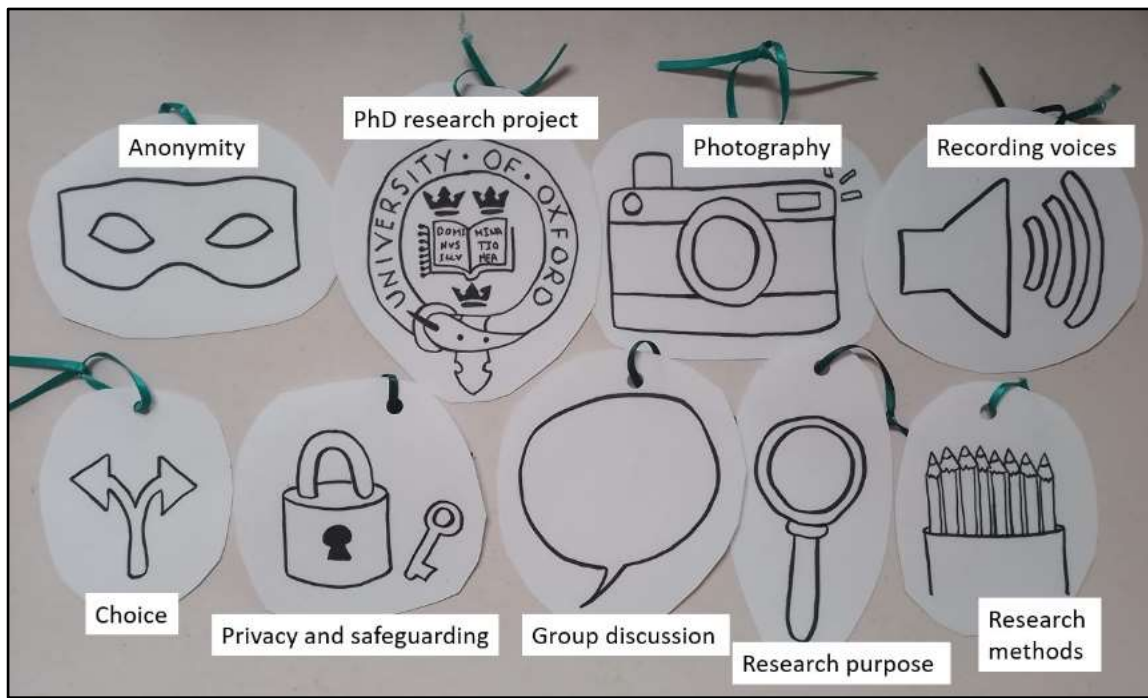 Anonymity
PhD research project
Photography
Recording voices
UNIVERSITY · OF · OXFORD
DOMI
NVS
ILLV
MINA
TIO
MEA
Choice
Privacy and safeguarding
Group discussion
Research purpose
Research
methods